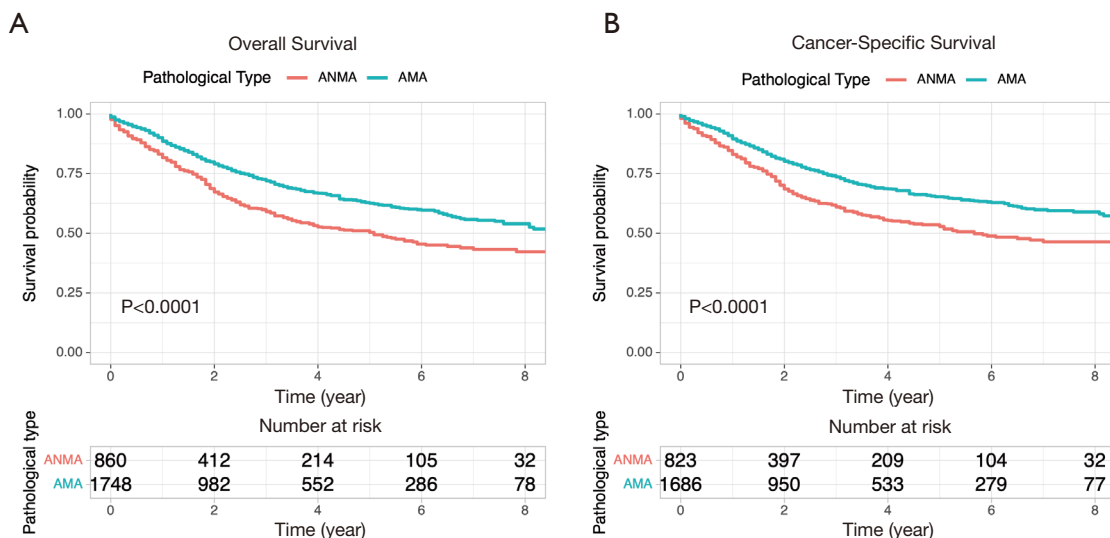 A
Overall Survival
Pathological Type ANMA AMA
Survival probability
1.00
0.75
0.50
0.25
0.00
P<0.0001
0 2 4 6 8
Time (year)
Number at risk
Pathological type
ANMA 860 412 214 105 32
AMA 1748 982 552 286 78
0 2 4 6 8
Time (year)
B
Cancer-Specific Survival
Pathological Type ANMA AMA
Survival probability
1.00
0.75
0.50
0.25
0.00
P<0.0001
0 2 4 6 8
Time (year)
Number at risk
Pathological type
ANMA 823 397 209 104 32
AMA 1686 950 533 279 77
0 2 4 6 8
Time (year)